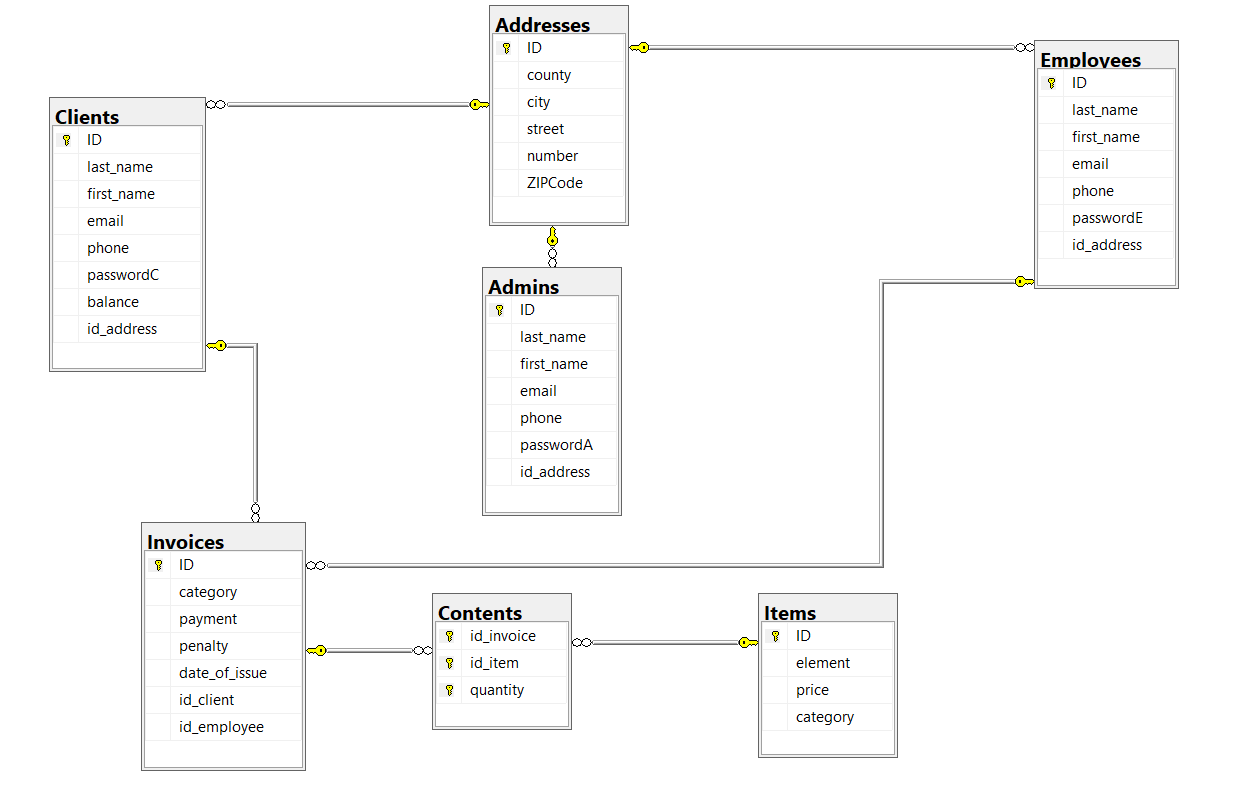 Addresses
ID
county
city
street
number
ZIPCode
Employees
ID
last_name
first_name
email
phone
passwordE
id_address
Clients
ID
last_name
first_name
email
phone
passwordC
balance
id_address
Admins
ID
last_name
first_name
email
phone
passwordA
id_address
Invoices
ID
category
payment
penalty
date_of_issue
id_client
id_employee
Contents
id_invoice
id_item
quantity
Items
ID
element
price
category